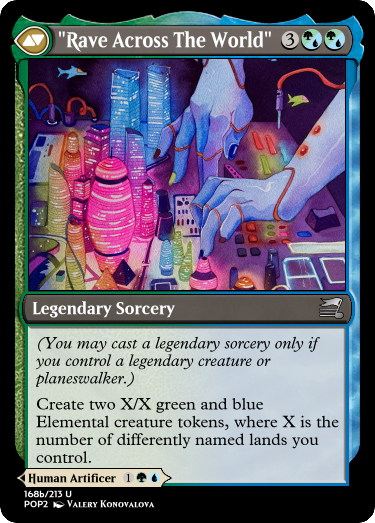 "Rave Across The World" 3
Legendary Sorcery
(You may cast a legendary sorcery only if
you control a legendary creature or
planeswalker.)
Create two X/X green and blue
Elemental creature tokens, where X is the
number of differently named lands you
control.
Human Artificer 1
168b/213 U
POP2 Valery Konovalova